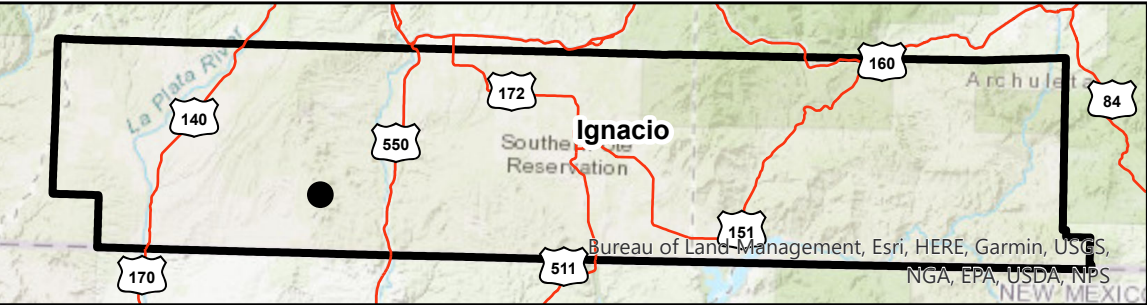 160
Archuleta
84
172
La Plata River
140
Ignacio
550
Southern Ute
Reservation
151
Bureau of Land Management, Esri, HERE, Garmin, USGS,
511
170
NGA, EPA, USDA, NPS
NEW MEXICO